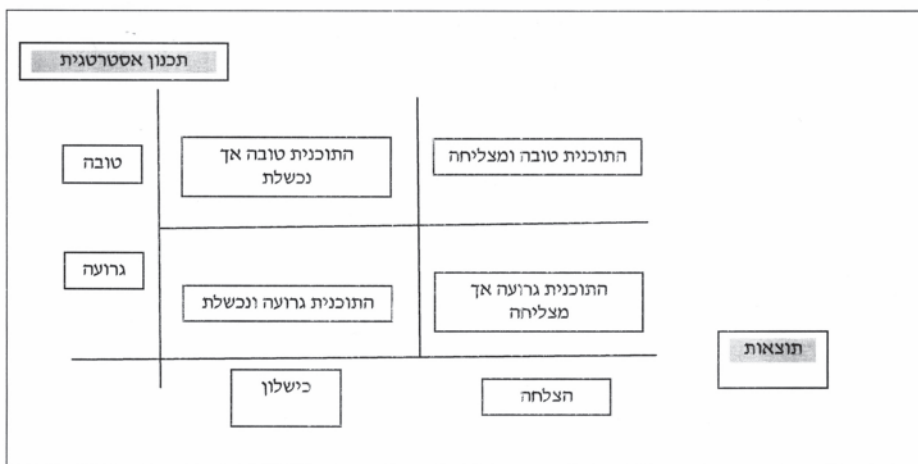 תכנון אסטרטגית
טובה
התוכנית טובה אך
נכשלת
התוכנית טובה ומצליחה
גרועה
התוכנית גרועה ונכשלת
התוכנית גרועה אך
מצליחה
תוצאות
כישלון
הצלחה